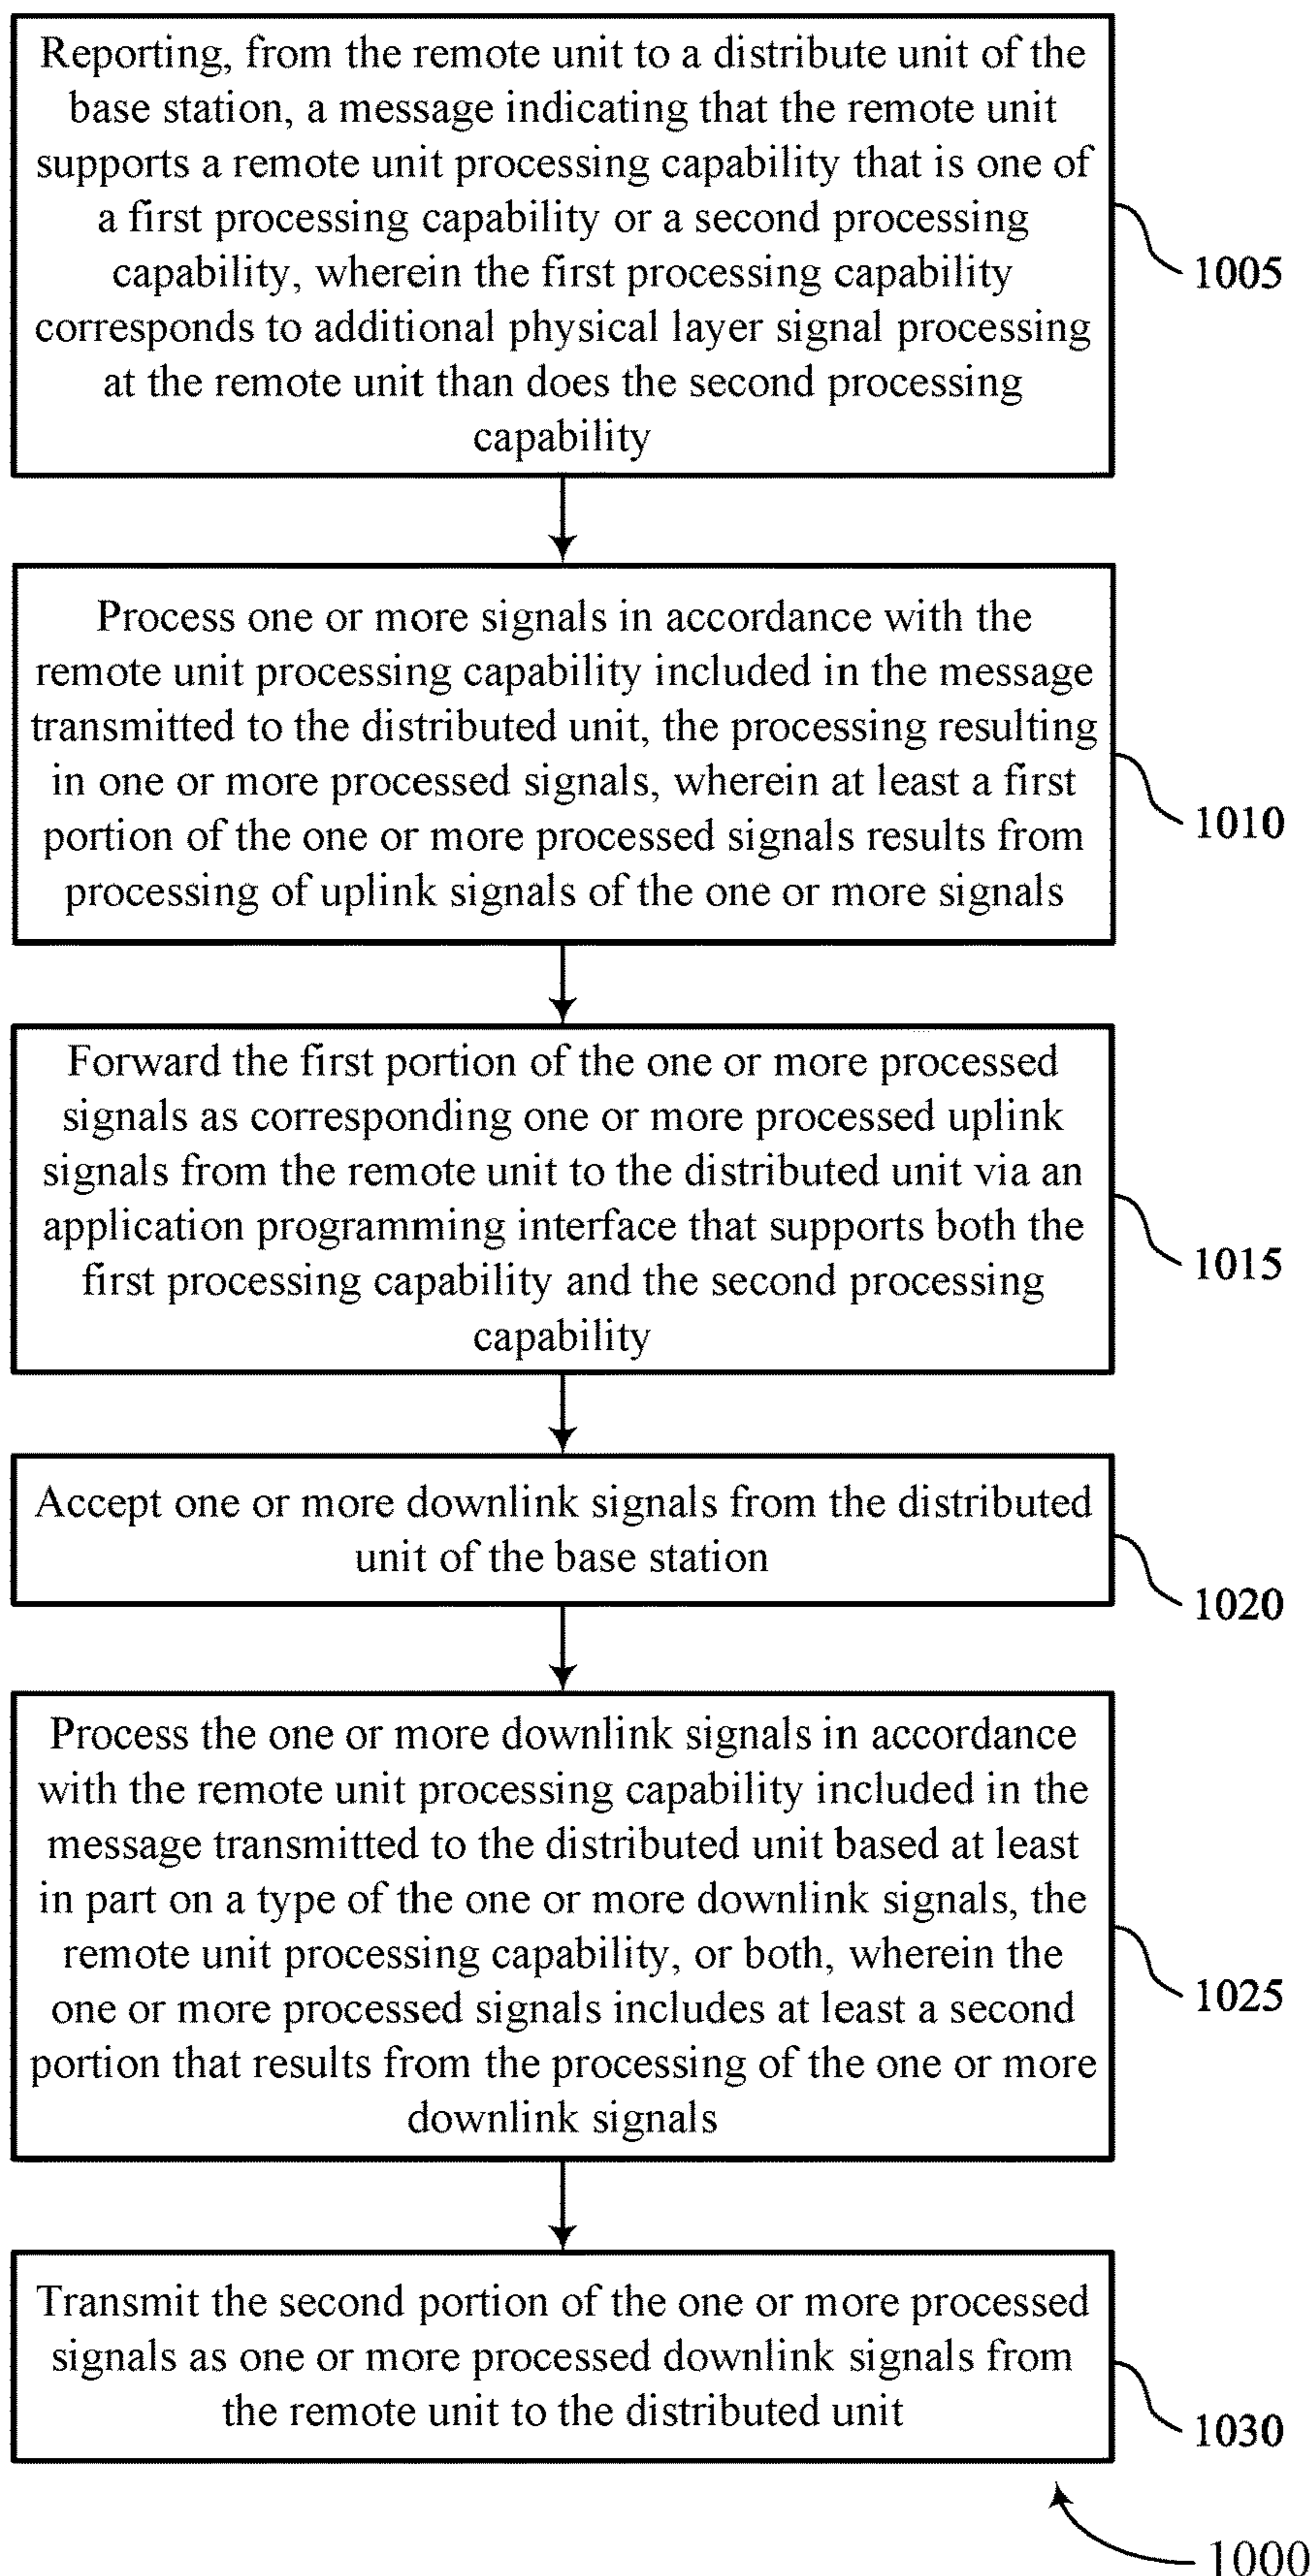 Reporting, from the remote unit to a distribute unit of the
base station, a message indicating that the remote unit
supports a remote unit processing capability that is one of
a first processing capability or a second processing
capability, wherein the first processing capability
corresponds to additional physical layer signal processing
at the remote unit than does the second processing
capability
1005
Process one or more signals in accordance with the
remote unit processing capability included in the message
transmitted to the distributed unit, the processing resulting
in one or more processed signals, wherein at least a first
portion of the one or more processed signals results from
processing of uplink signals of the one or more signals
1010
Forward the first portion of the one or more processed
signals as corresponding one or more processed uplink
signals from the remote unit to the distributed unit via an
application programming interface that supports both the
first processing capability and the second processing
capability
1015
Accept one or more downlink signals from the distributed
unit of the base station
1020
Process the one or more downlink signals in accordance
with the remote unit processing capability included in the
message transmitted to the distributed unit based at least
in part on a type of the one or more downlink signals, the
remote unit processing capability, or both, wherein the
one or more processed signals includes at least a second
portion that results from the processing of the one or more
downlink signals
1025
Transmit the second portion of the one or more processed
signals as one or more processed downlink signals from
the remote unit to the distributed unit
1030
1000